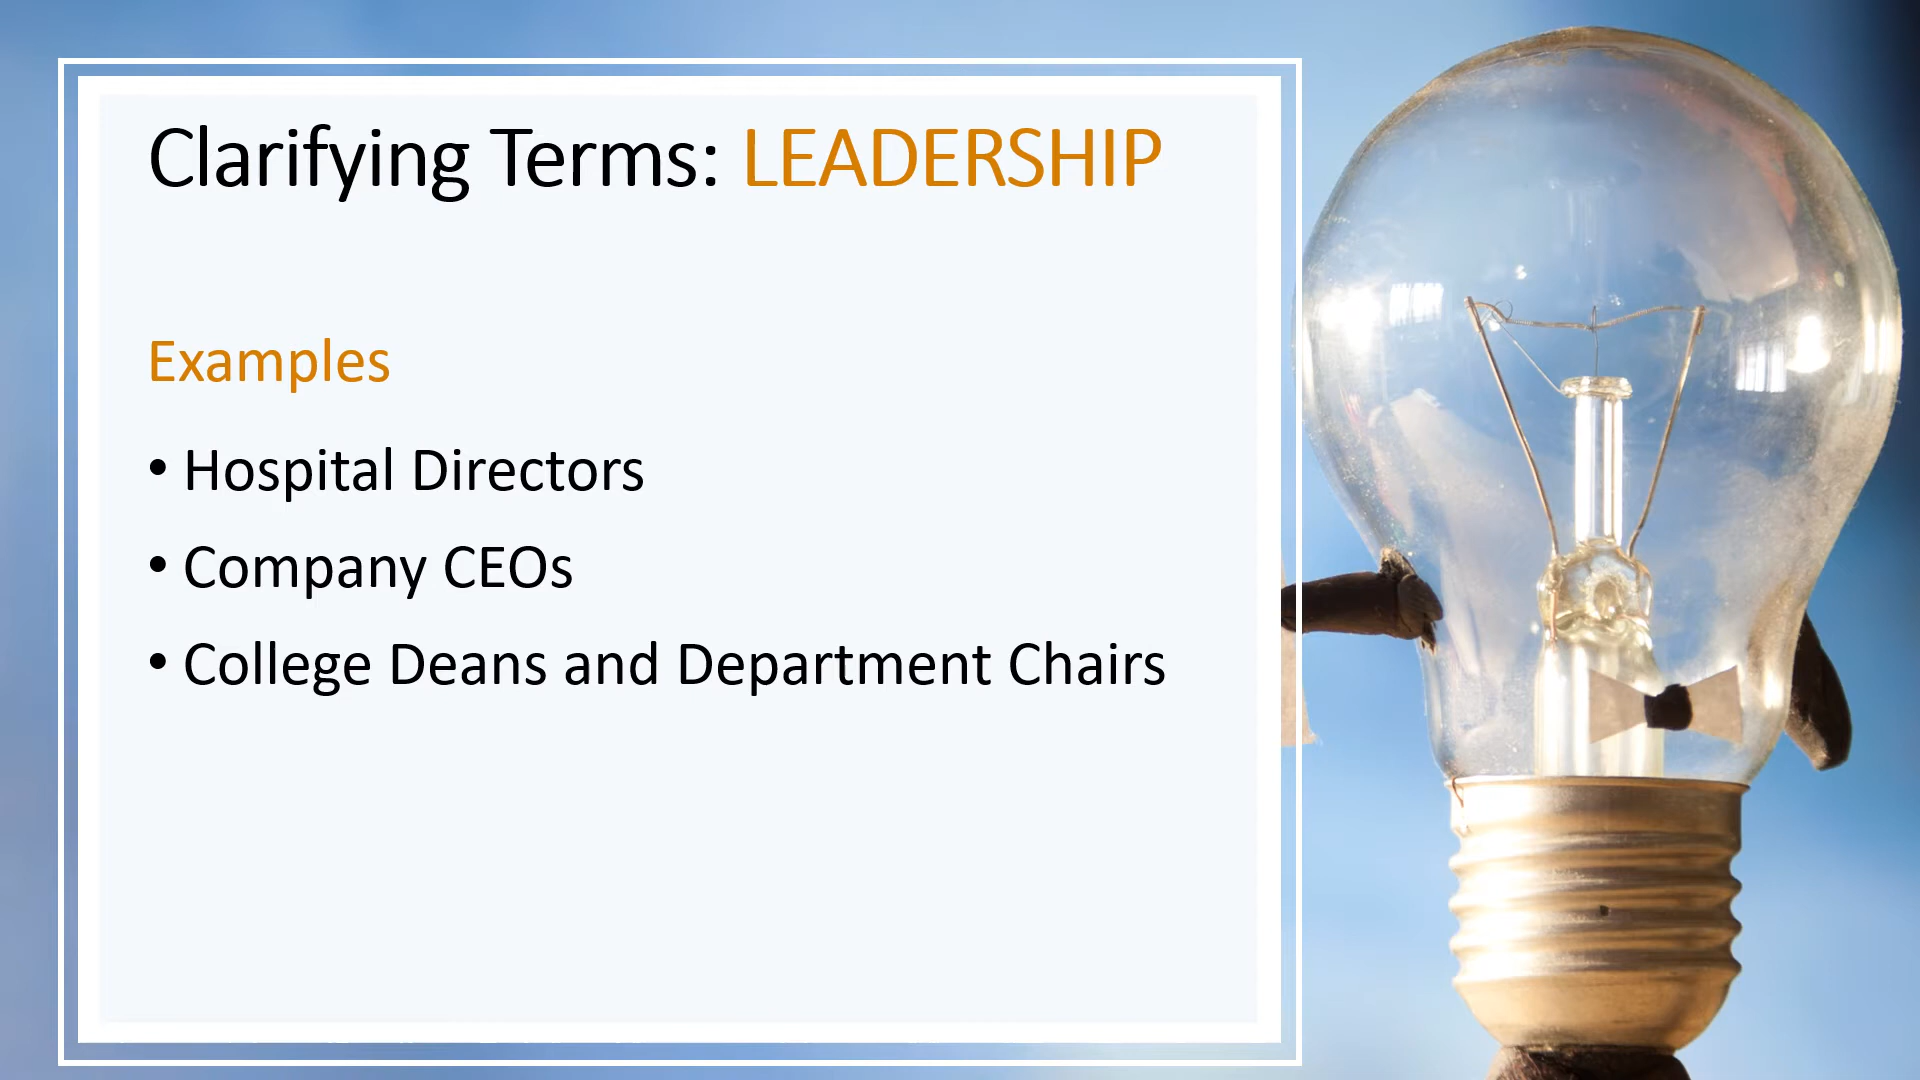 Clarifying Terms: LEADERSHIP
Examples
• Hospital Directors
• Company CEOs
• College Deans and Department Chairs